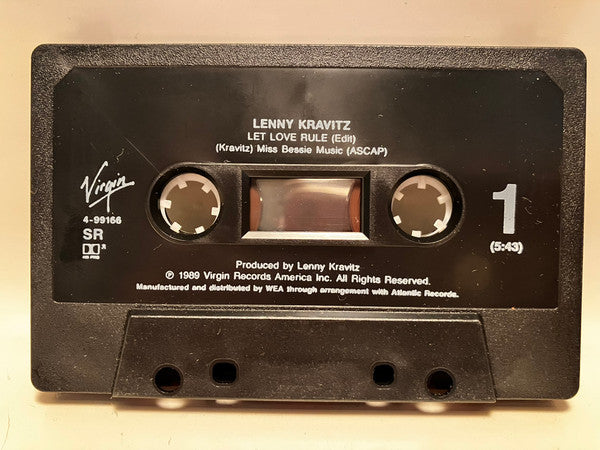 LENNY KRAVITZ
LET LOVE RULE (Edit)
(Kravitz) Miss Bessie Music (ASCAP)
Virgin
4-99166
SR
1
(5:43)
Produced by Lenny Kravitz
℗ 1989 Virgin Records America Inc. All Rights Reserved.
Manufactured and distributed by WEA through arrangement with Atlantic Records.